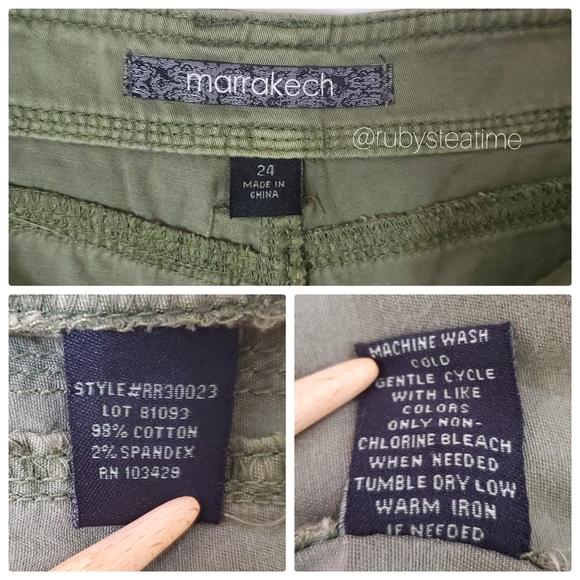 marrakech
@rubysteatime
24
MADE IN
CHINA
STYLE#RR30023
LOT 81093
98% COTTON
2% SPANDEX
RN 103429
MACHINE WASH
COLD
GENTLE CYCLE
WITH LIKE
COLORS
ONLY NON-
CHLORINE BLEACH
WHEN NEEDED
TUMBLE DRY LOW
WARM IRON
IF NEEDED